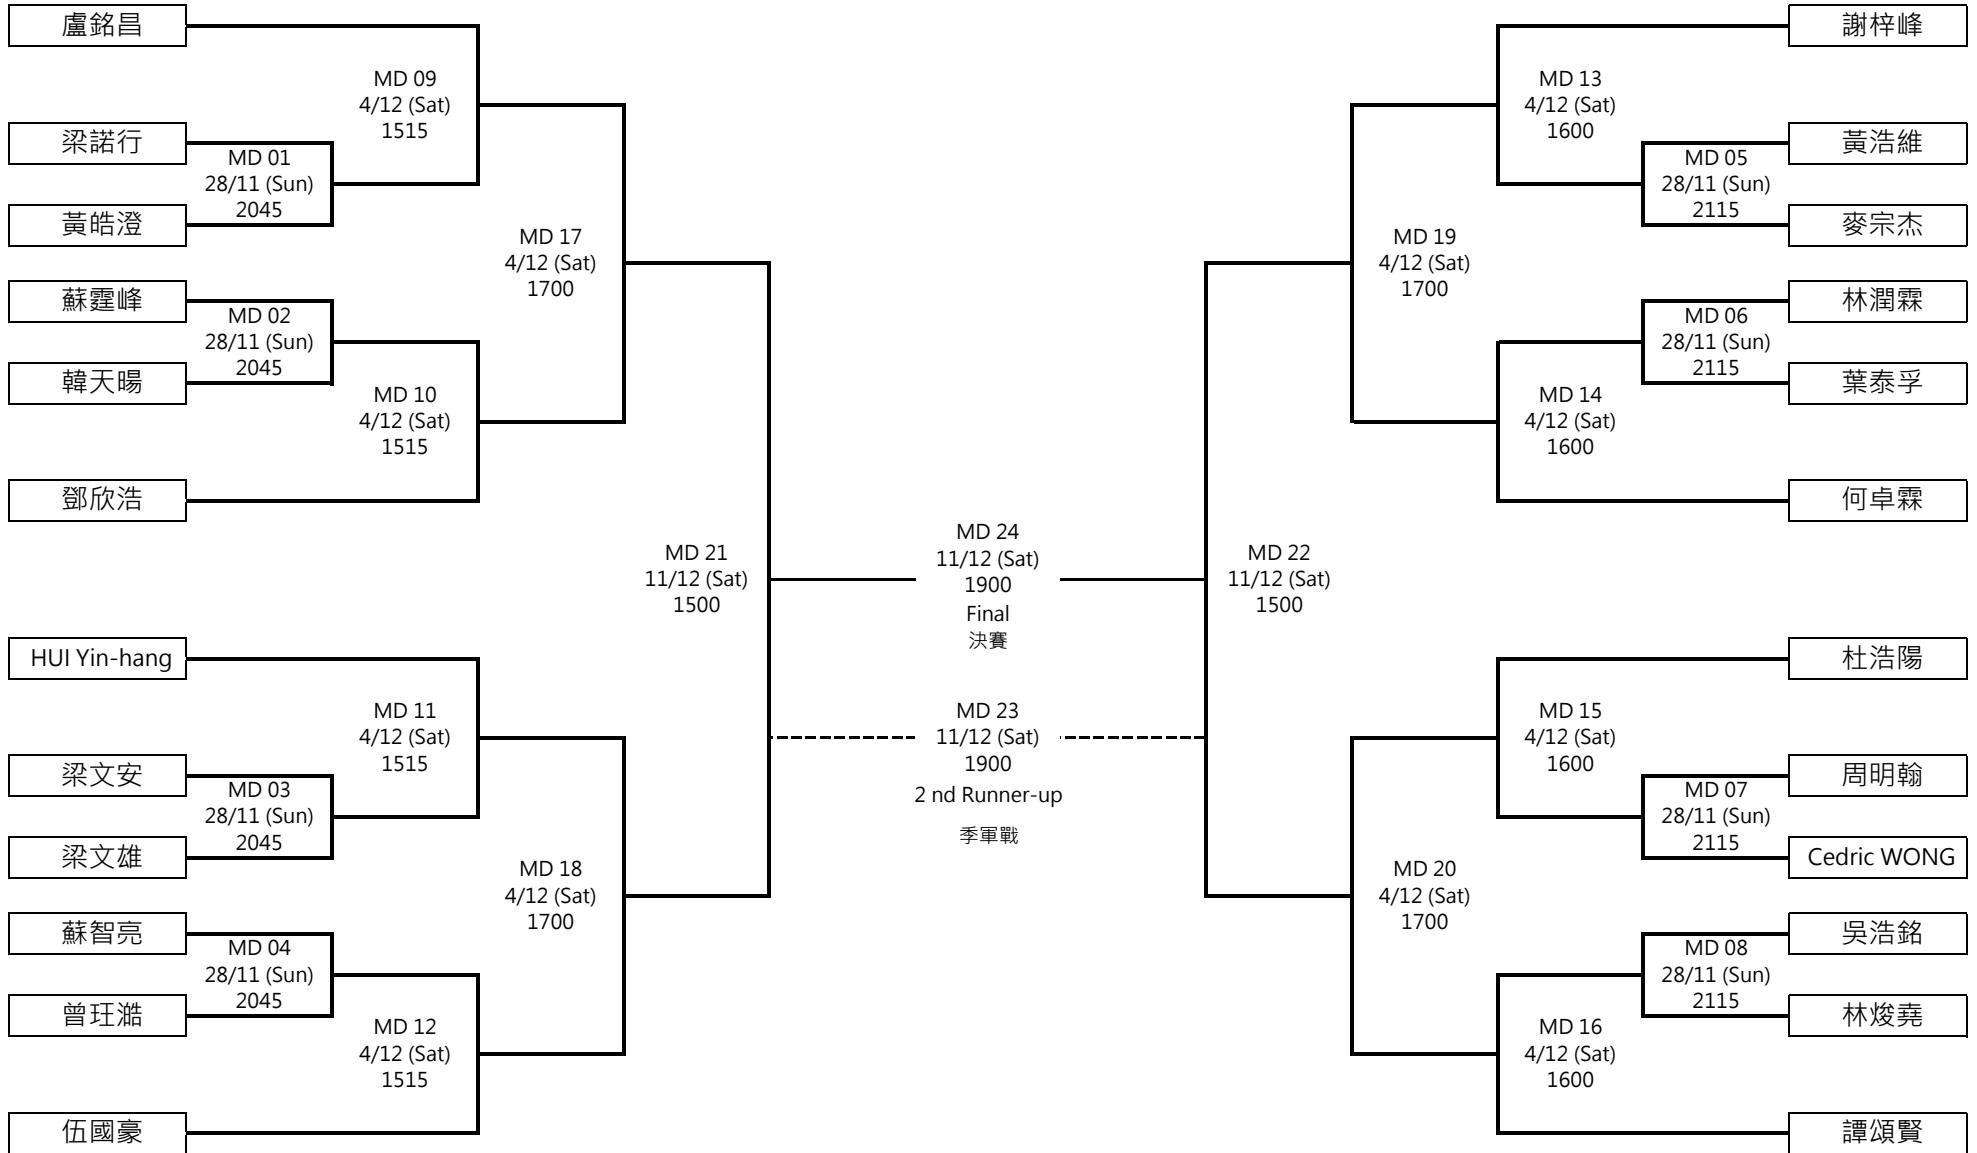 盧銘昌
MD 09
4/12 (Sat)
1515
梁諾行
MD 01
28/11 (Sun)
2045
黃皓澄
MD 17
4/12 (Sat)
1700
蘇霆峰
MD 02
28/11 (Sun)
2045
韓天暘
MD 10
4/12 (Sat)
1515
鄧欣浩
MD 21
11/12 (Sat)
1500
HUI Yin-hang
MD 11
4/12 (Sat)
1515
梁文安
MD 03
28/11 (Sun)
2045
梁文雄
MD 18
4/12 (Sat)
1700
蘇智亮
MD 04
28/11 (Sun)
2045
曾玨澔
MD 12
4/12 (Sat)
1515
伍國豪
MD 24
11/12 (Sat)
1900
Final
決賽
MD 23
11/12 (Sat)
1900
2 nd Runner-up
季軍戰
謝梓峰
MD 13
4/12 (Sat)
1600
黃浩維
MD 05
28/11 (Sun)
2115
麥宗杰
MD 19
4/12 (Sat)
1700
林潤霖
MD 06
28/11 (Sun)
2115
葉泰孚
MD 14
4/12 (Sat)
1600
何卓霖
MD 22
11/12 (Sat)
1500
杜浩陽
MD 15
4/12 (Sat)
1600
周明翰
MD 07
28/11 (Sun)
2115
Cedric WONG
MD 20
4/12 (Sat)
1700
吳浩銘
MD 08
28/11 (Sun)
2115
林焌堯
MD 16
4/12 (Sat)
1600
譚頌賢